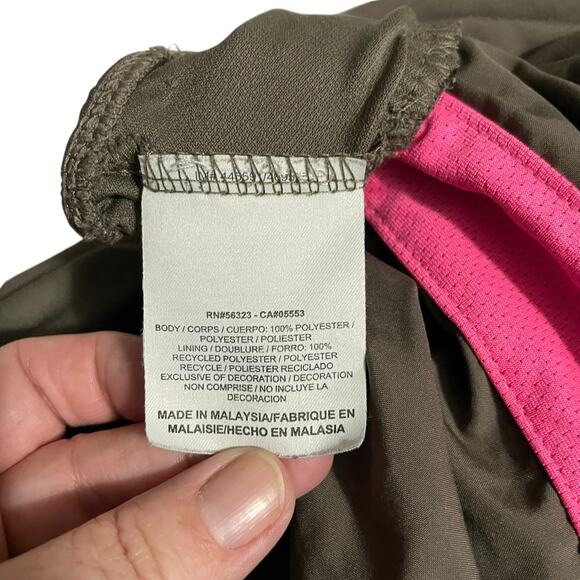 RN#56323 - CA#05553
BODY / CORPS / CUERPO: 100% POLYESTER /
POLYESTER / POLIESTER
LINING / DOUBLURE / FORRO: 100%
RECYCLED POLYESTER / POLYESTER
RECYCLE / POLIESTER RECICLADO
EXCLUSIVE OF DECORATION / DECORATION
NON COMPRISE / NO INCLUYE LA
DECORACION
MADE IN MALAYSIA/FABRIQUE EN
MALAISIE/HECHO EN MALASIA